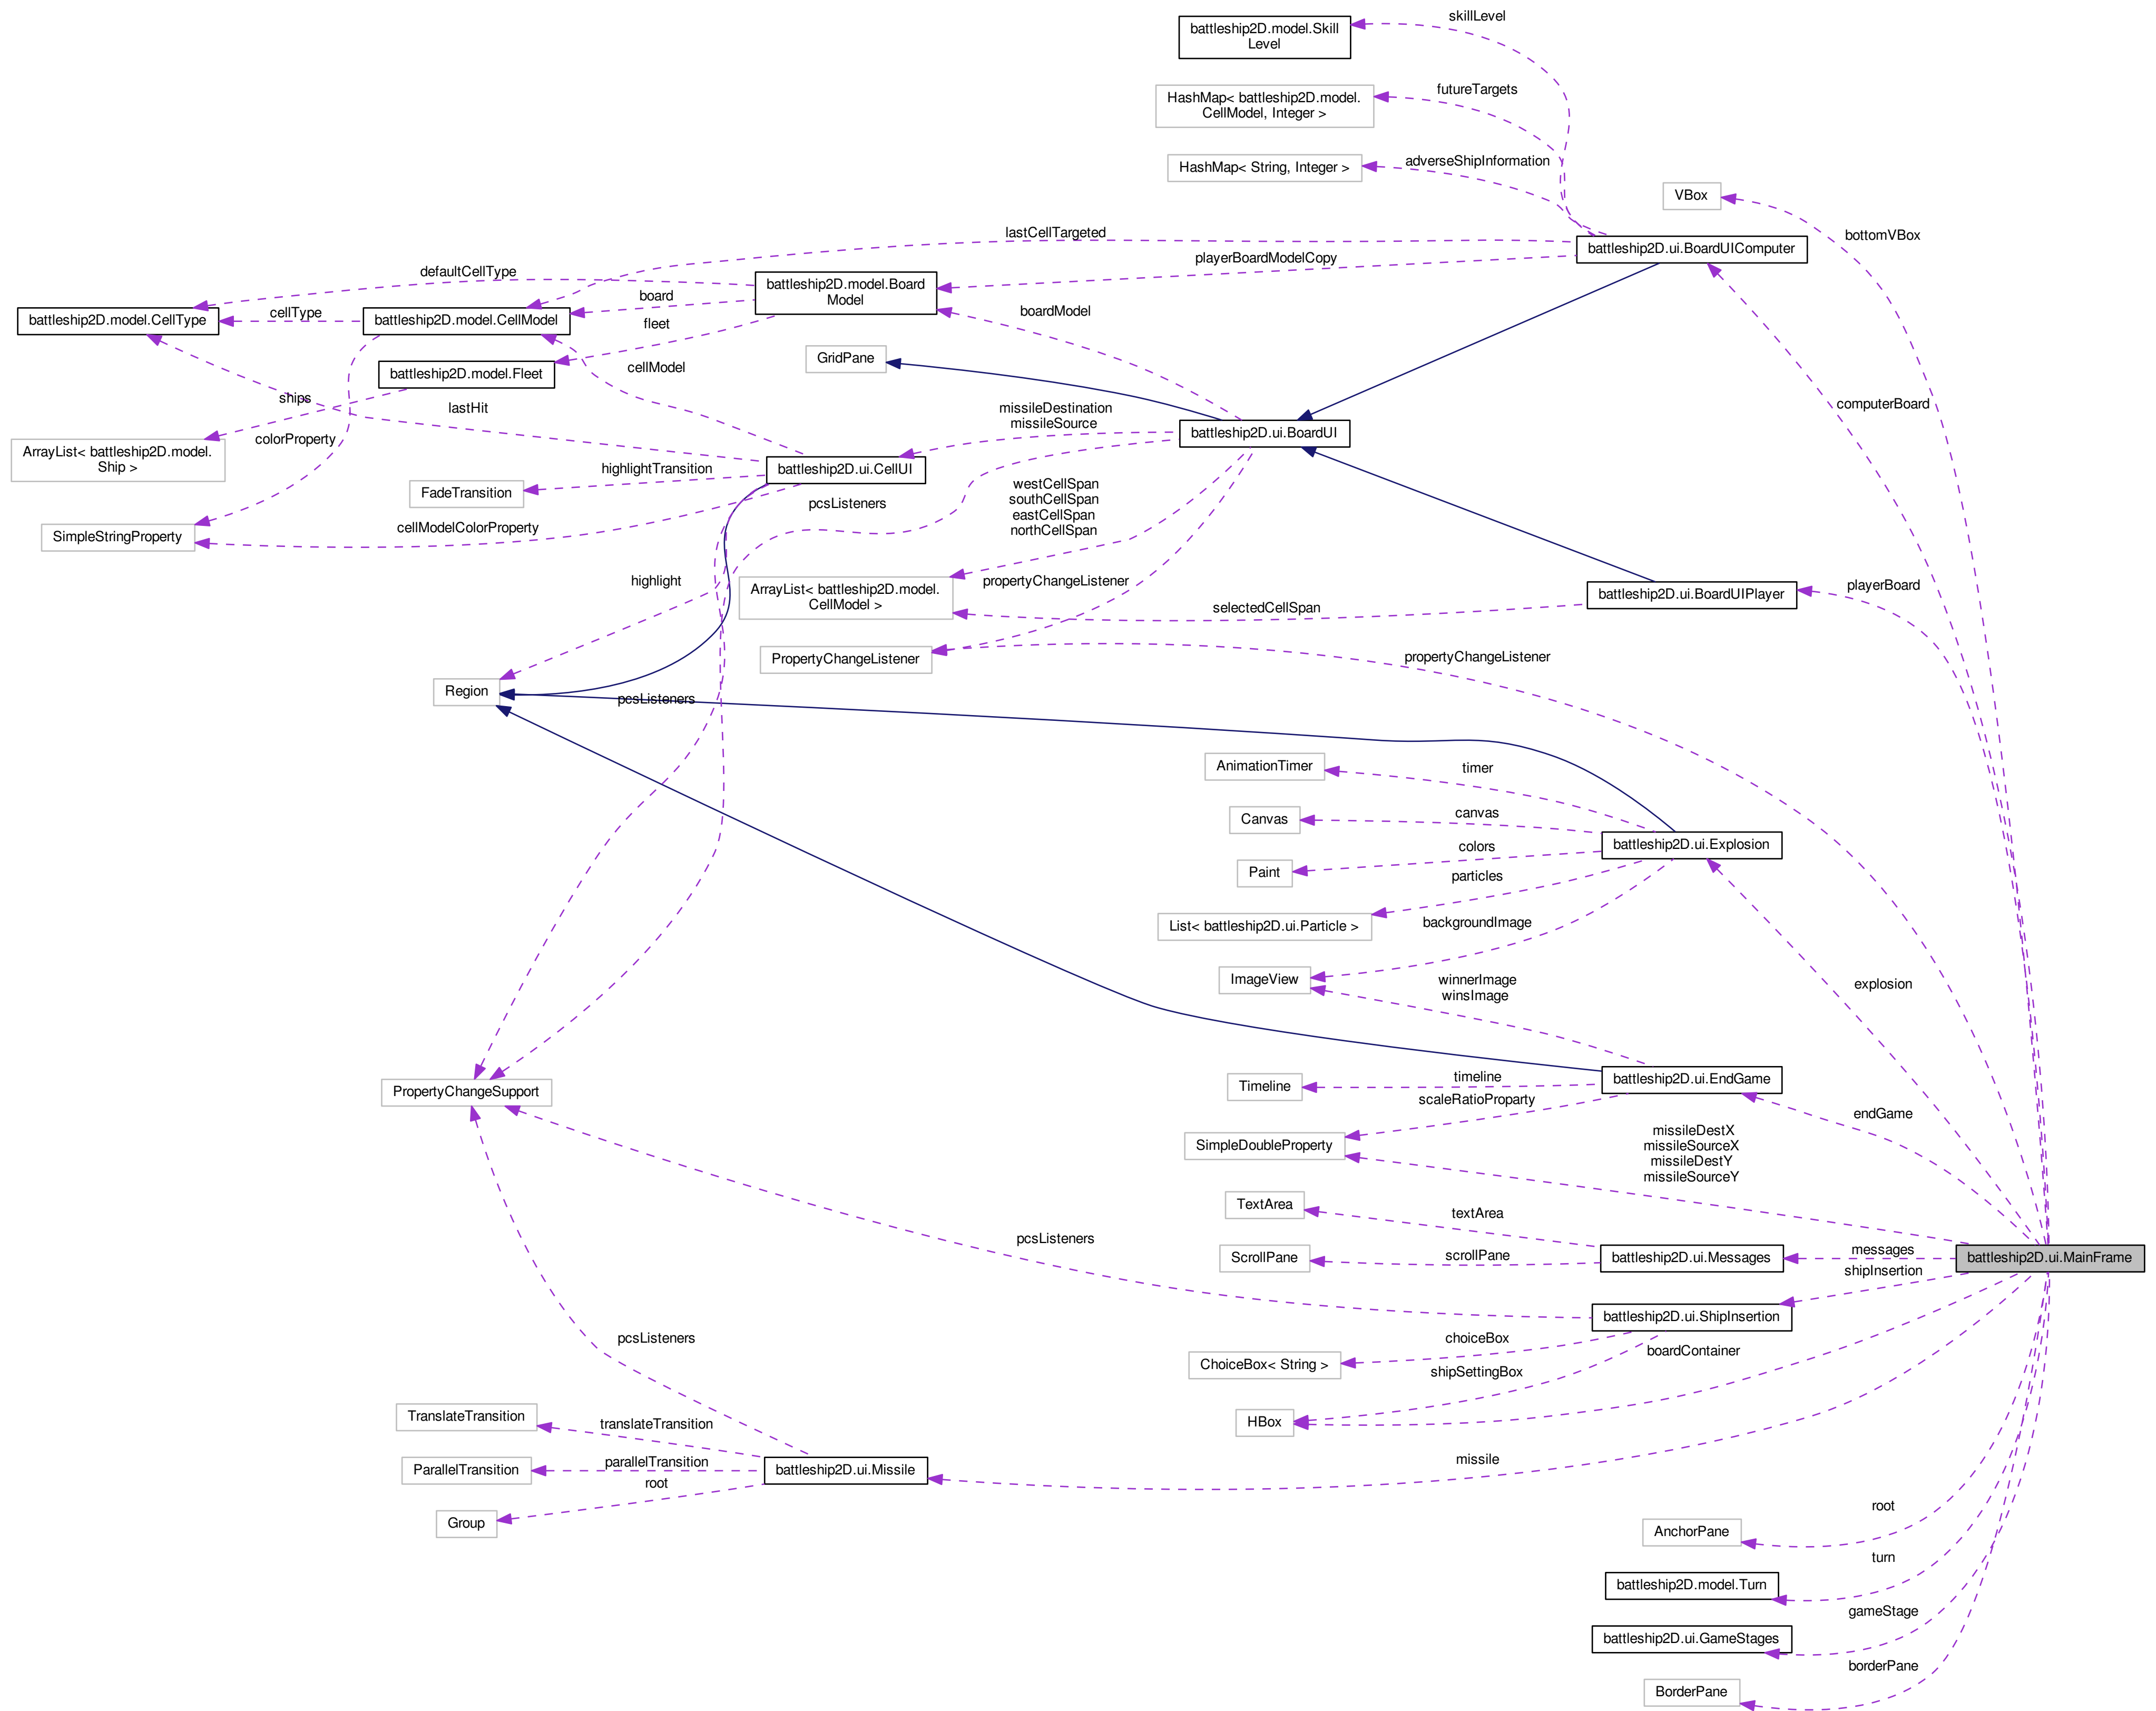 skillLevel
battleship2D.model.Skill
Level
futureTargets
HashMap< battleship2D.model.
CellModel, Integer >
adverseShipInformation
HashMap< String, Integer >
VBox
bottomVBox
lastCellTargeted
battleship2D.ui.BoardUIComputer
playerBoardModelCopy
defaultCellType
battleship2D.model.Board
Model
board
boardModel
cellType
battleship2D.model.CellType
battleship2D.model.CellModel
fleet
GridPane
cellModel
battleship2D.model.Fleet
ships
lastHit
computerBoard
missileDestination
missileSource
battleship2D.ui.BoardUI
colorProperty
ArrayList< battleship2D.model.
Ship >
highlightTransition
battleship2D.ui.CellUI
FadeTransition
westCellSpan
southCellSpan
eastCellSpan
northCellSpan
pcsListeners
cellModelColorProperty
SimpleStringProperty
highlight
propertyChangeListener
playerBoard
ArrayList< battleship2D.model.
CellModel >
battleship2D.ui.BoardUIPlayer
selectedCellSpan
PropertyChangeListener
propertyChangeListener
Region
pcsListeners
AnimationTimer
timer
Canvas
canvas
colors
battleship2D.ui.Explosion
Paint
particles
List< battleship2D.ui.Particle >
backgroundImage
ImageView
winnerImage
winsImage
explosion
PropertyChangeSupport
Timeline
timeline
battleship2D.ui.EndGame
scaleRatioProparty
endGame
SimpleDoubleProperty
missileDestX
missileSourceX
missileDestY
missileSourceY
TextArea
textArea
pcsListeners
ScrollPane
scrollPane
battleship2D.ui.Messages
messages
battleship2D.ui.MainFrame
shipInsertion
battleship2D.ui.ShipInsertion
pcsListeners
choiceBox
boardContainer
ChoiceBox< String >
shipSettingBox
HBox
TranslateTransition
translateTransition
missile
ParallelTransition
parallelTransition
battleship2D.ui.Missile
root
Group
root
AnchorPane
turn
battleship2D.model.Turn
gameStage
battleship2D.ui.GameStages
borderPane
BorderPane